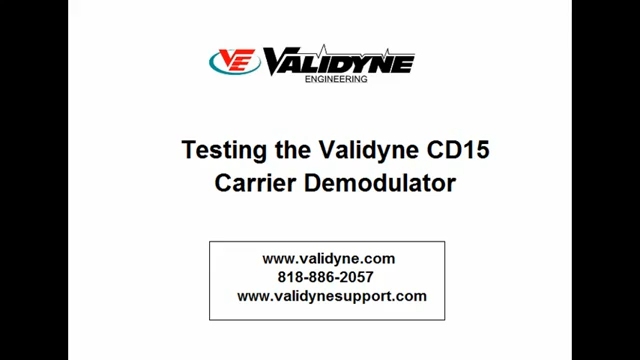 VE VALIDYNE
ENGINEERING
Testing the Validyne CD15
Carrier Demodulator
www.validyne.com
818-886-2057
www.validynesupport.com